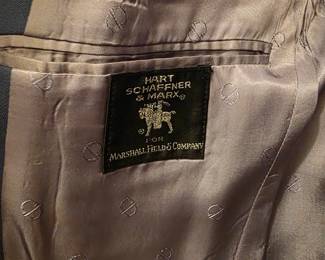 HART
SCHAFFNER
& MARX
FOR
MARSHALL FIELD & COMPANY